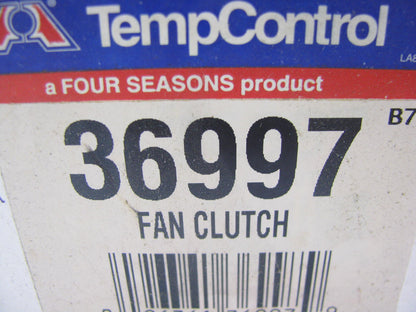 TempControl
a FOUR SEASONS product
36997
B7
FAN CLUTCH